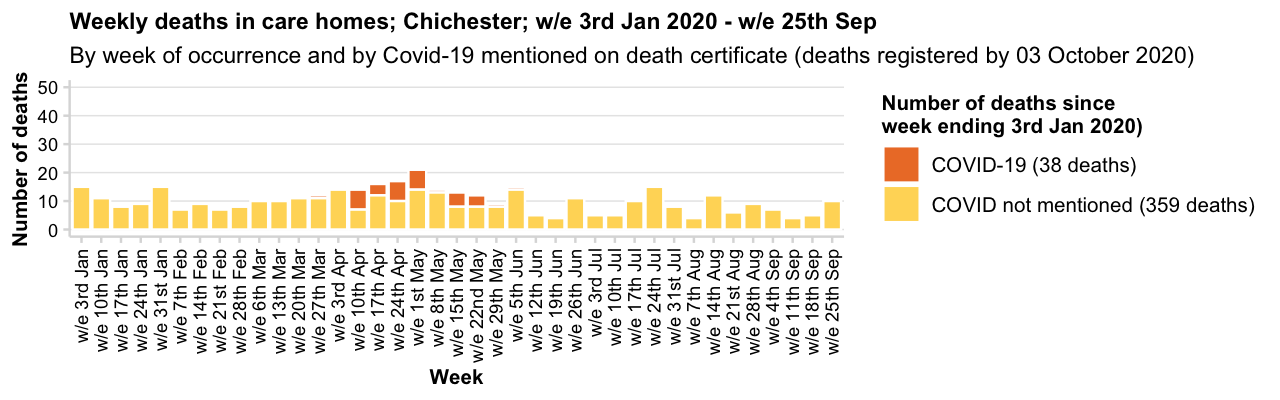 Weekly deaths in care homes; Chichester; w/e 3rd Jan 2020 - w/e 25th Sep
By week of occurrence and by Covid-19 mentioned on death certificate (deaths registered by 03 October 2020)
Number of deaths
50
40
30
20
10
0
w/e 3rd Jan
w/e 10th Jan
w/e 17th Jan
w/e 24th Jan
w/e 31st Jan
w/e 7th Feb
w/e 14th Feb
w/e 21st Feb
w/e 28th Feb
w/e 6th Mar
w/e 13th Mar
w/e 20th Mar
w/e 27th Mar
w/e 3rd Apr
w/e 10th Apr
w/e 17th Apr
w/e 24th Apr
w/e 1st May
w/e 8th May
w/e 15th May
w/e 22nd May
w/e 29th May
w/e 5th Jun
w/e 12th Jun
w/e 19th Jun
w/e 26th Jun
w/e 3rd Jul
w/e 10th Jul
w/e 17th Jul
w/e 24th Jul
w/e 31st Jul
w/e 7th Aug
w/e 14th Aug
w/e 21st Aug
w/e 28th Aug
w/e 4th Sep
w/e 11th Sep
w/e 18th Sep
w/e 25th Sep
Week
Number of deaths since
week ending 3rd Jan 2020)
COVID-19 (38 deaths)
COVID not mentioned (359 deaths)